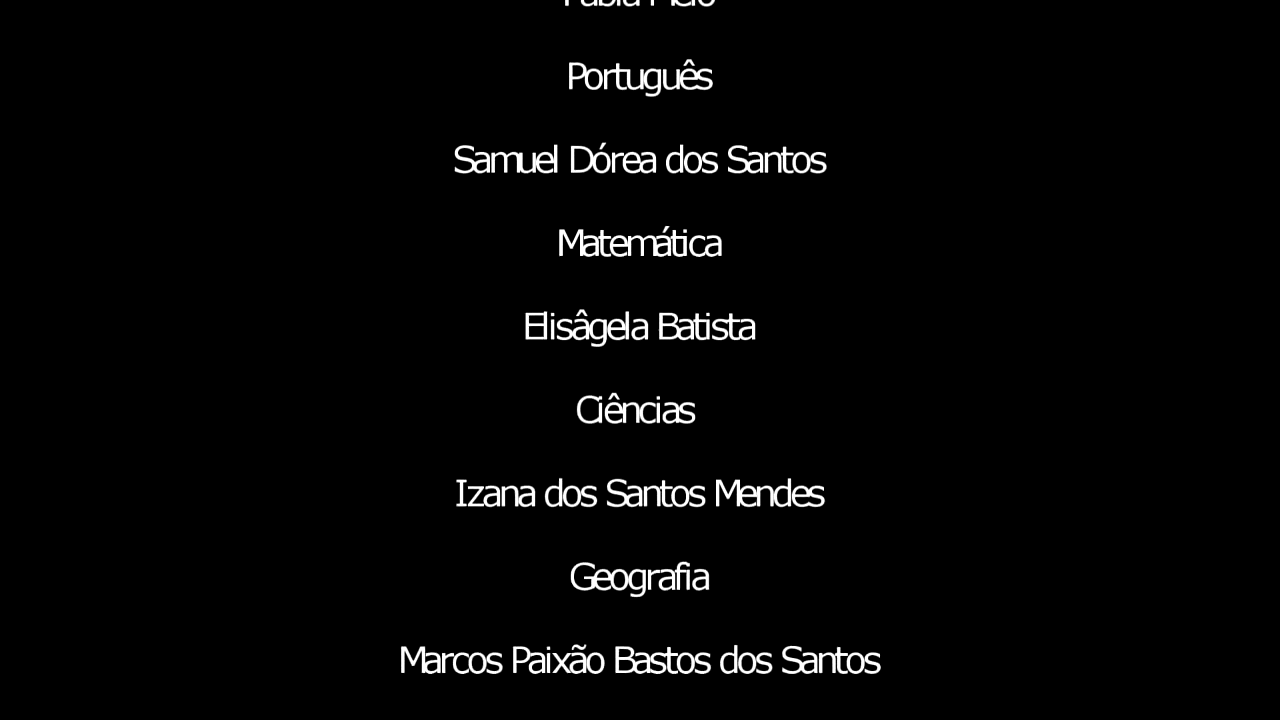 Português
Samuel Dórea dos Santos
Matemática
Elisâgela Batista
Ciências
Izana dos Santos Mendes
Geografia
Marcos Paixão Bastos dos Santos